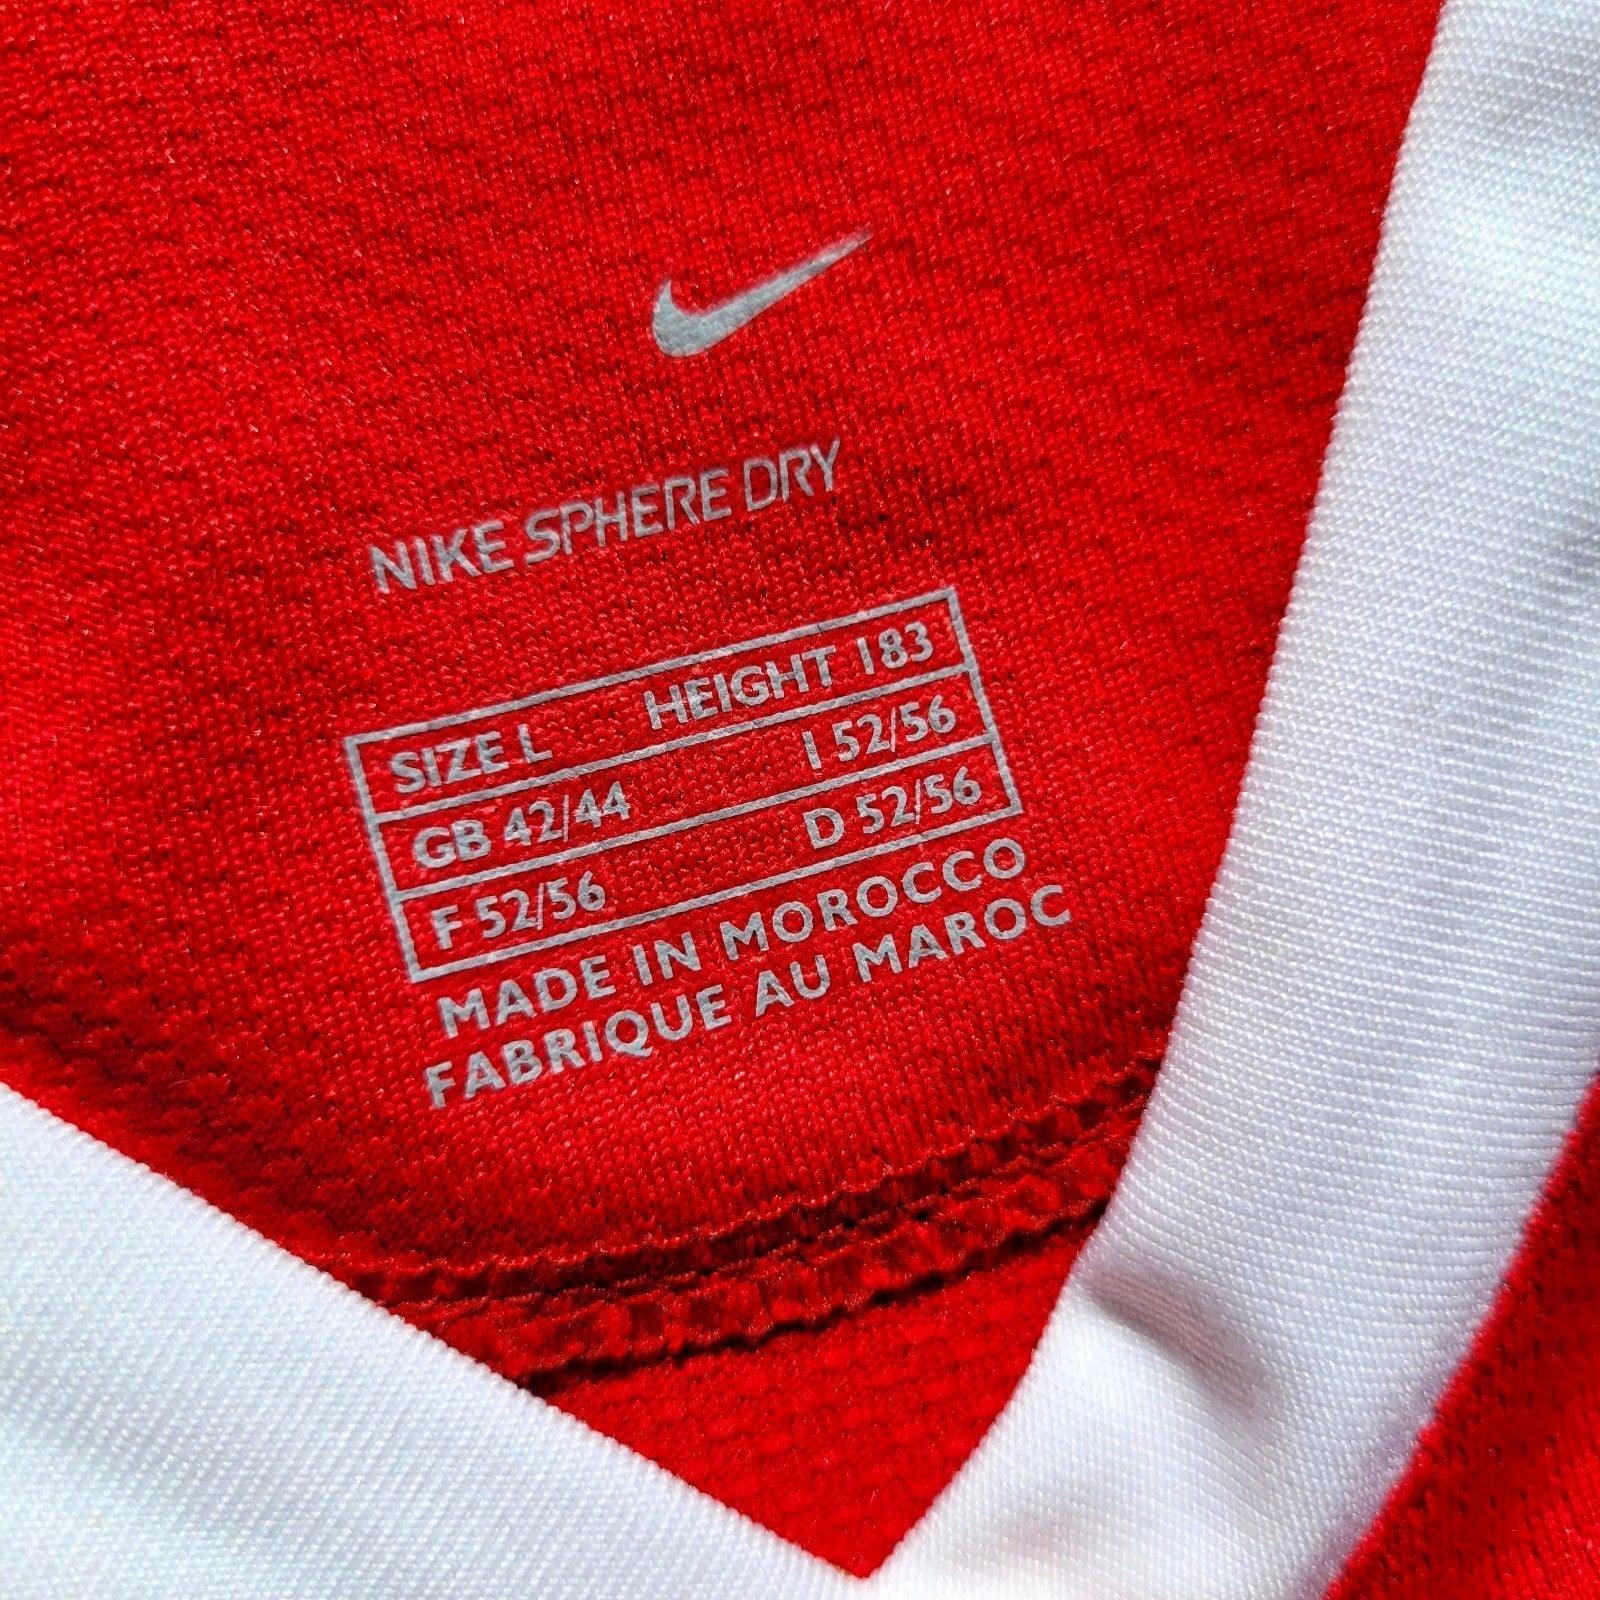 NIKE SPHERE DRY
SIZE L HEIGHT 183
GB 42/44 I 52/56
F 52/56 D 52/56
MADE IN MOROCCO
FABRIQUE AU MAROC